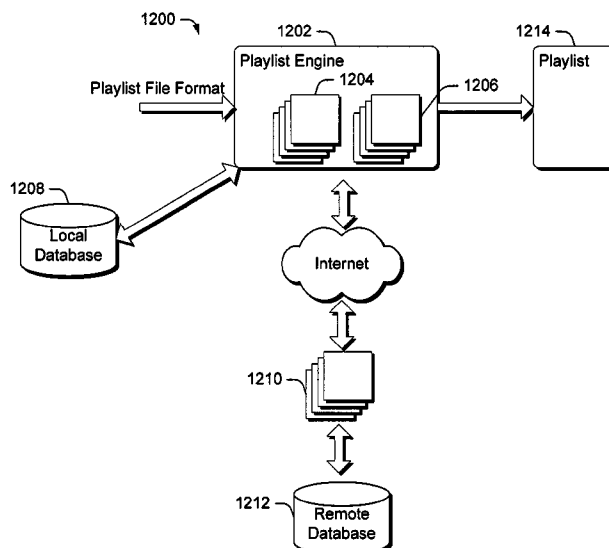 1200
1202
1214
Playlist Engine
Playlist
1204
1206
Playlist File Format
1208
Local
Database
Internet
1210
1212
Remote
Database